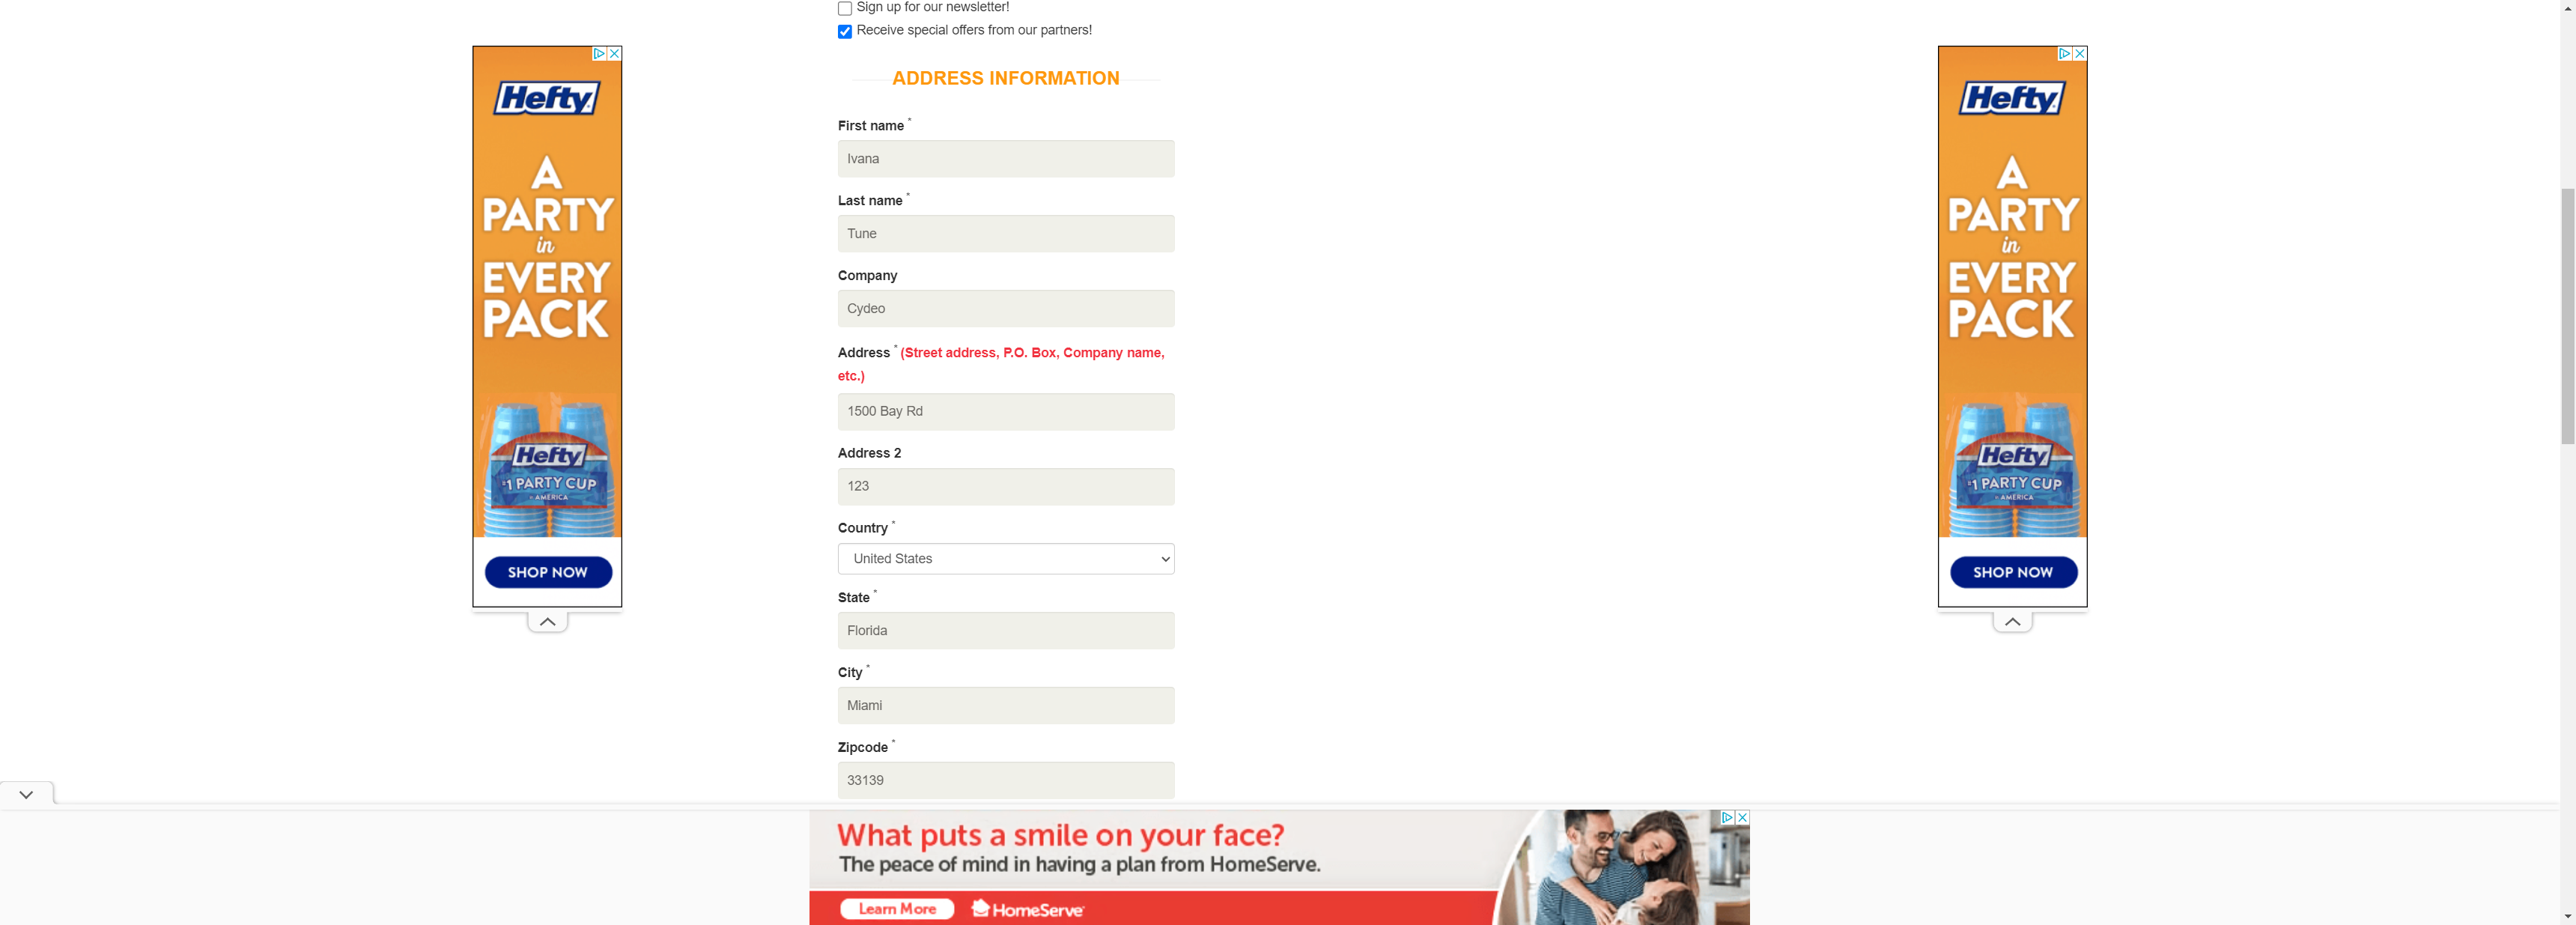 Sign up for our newsletter!
Receive special offers from our partners!
ADDRESS INFORMATION
First name *
Ivana
Last name *
Tune
Company
Cydeo
Address * (Street address, P.O. Box, Company name,
etc.)
1500 Bay Rd
Address 2
123
Country *
United States
State *
Florida
City *
Miami
Zipcode *
33139
Hefty
A
PARTY
in
EVERY
PACK
Hefty
#1 PARTY CUP
in AMERICA
SHOP NOW
Hefty
A
PARTY
in
EVERY
PACK
Hefty
#1 PARTY CUP
in AMERICA
SHOP NOW
What puts a smile on your face?
The peace of mind in having a plan from HomeServe.
Learn More
HomeServe